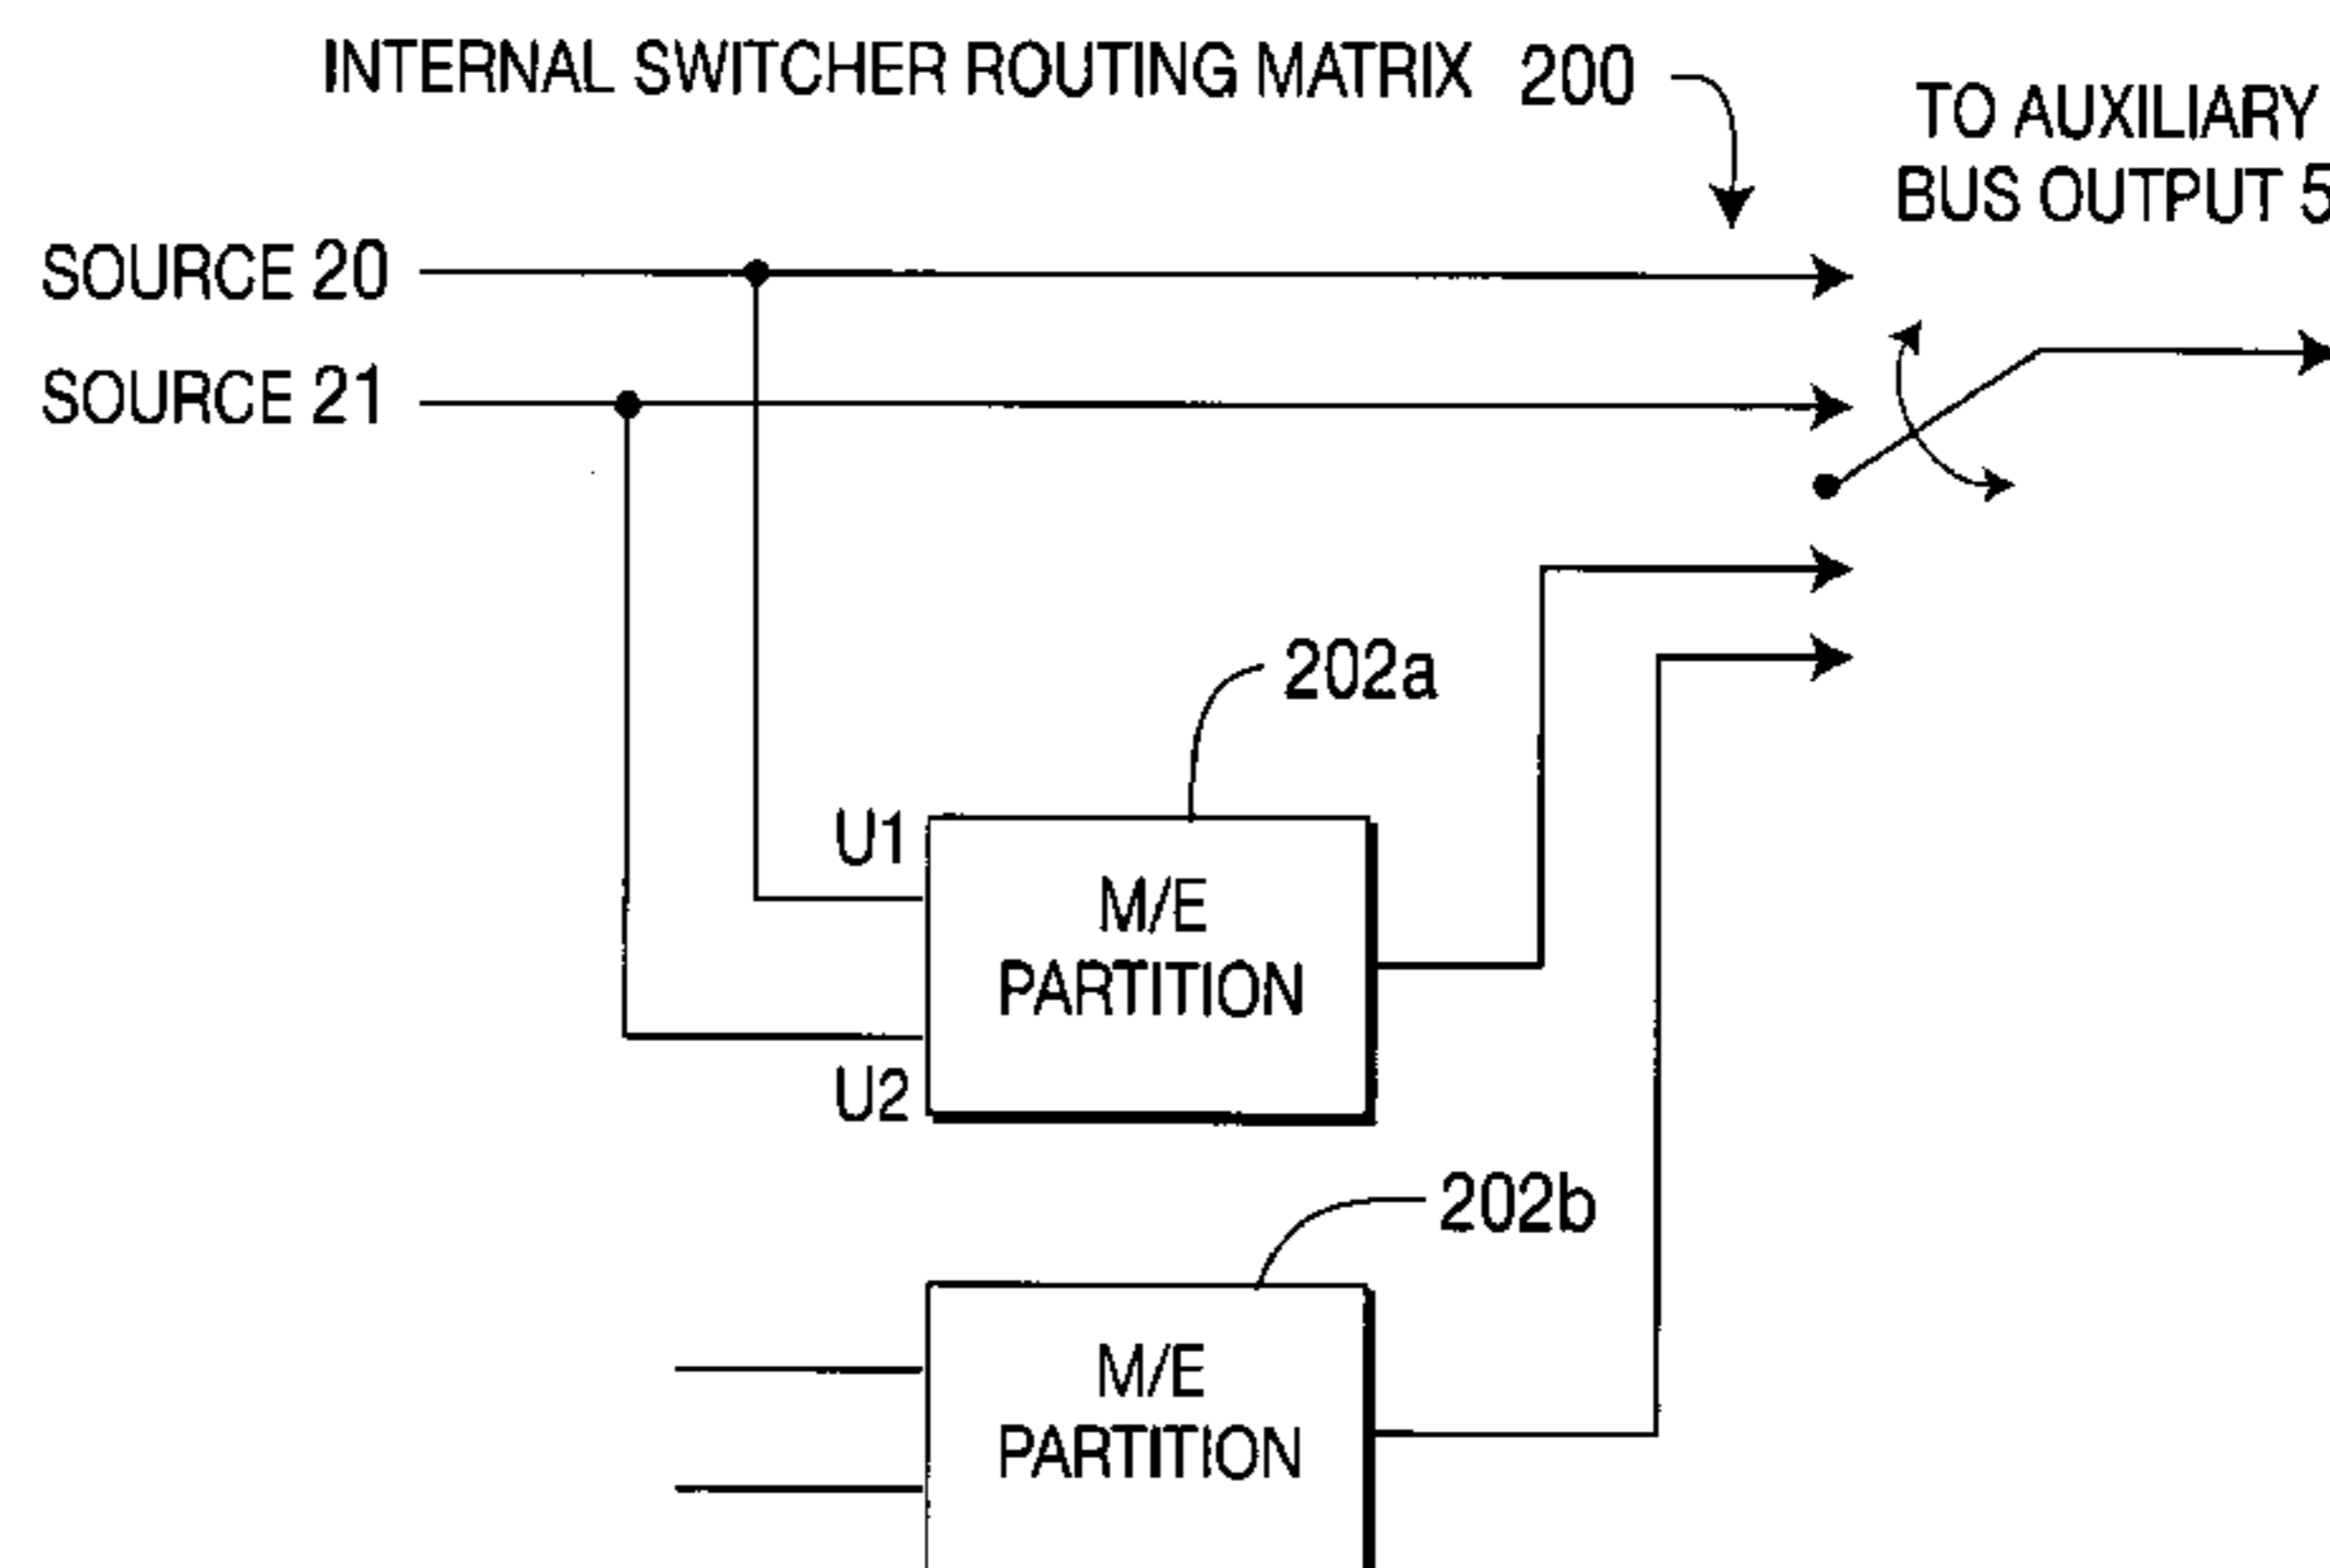 INTERNAL SWITCHER ROUTING MATRIX 200
TO AUXILIARY
BUS OUTPUT 5
SOURCE 20
SOURCE 21
202a
U1
M/E
PARTITION
U2
202b
M/E
PARTITION